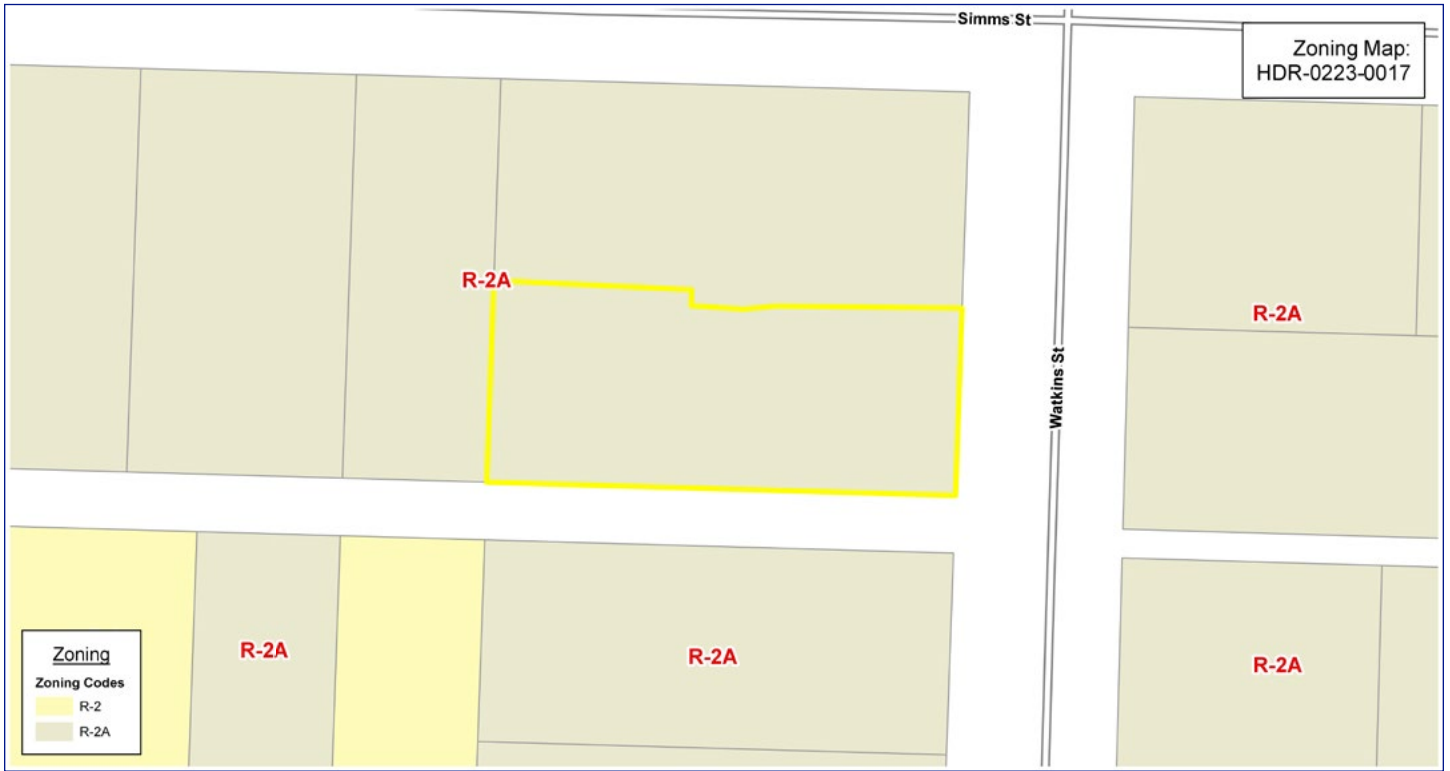 Simms St
Zoning Map:
HDR-0223-0017
R-2A
R-2A
Watkins St
R-2A
R-2A
R-2A
Zoning
Zoning Codes
R-2
R-2A